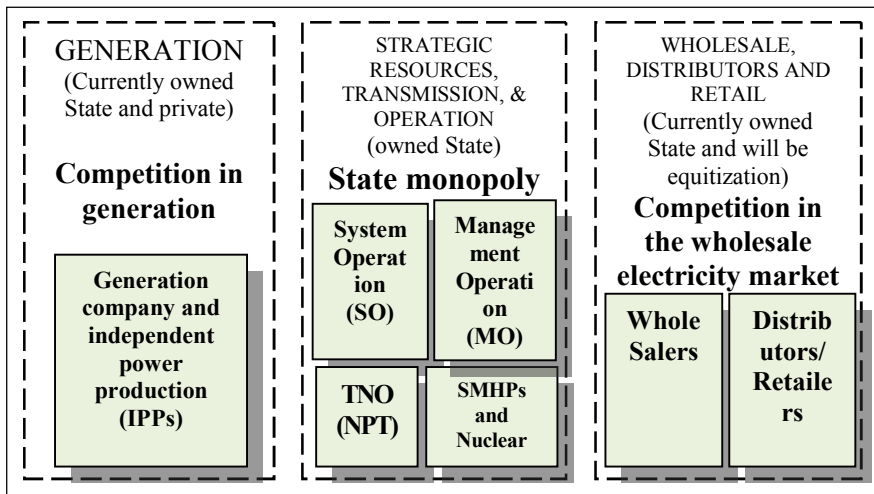 GENERATION
(Currently owned
State and private)
Competition in
generation
Generation
company and
independent
power
production
(IPPs)
STRATEGIC
RESOURCES,
TRANSMISSION, &
OPERATION
(owned State)
State monopoly
System
Operat
ion
(SO)
Manage
ment
Operati
on
(MO)
TNO
(NPT)
SMHPs
and
Nuclear
WHOLESALE,
DISTRIBUTORS AND
RETAIL
(Currently owned
State and will be
equitization)
Competition in
the wholesale
electricity market
Whole
Salers
Distrib
utors/
Retaile
rs